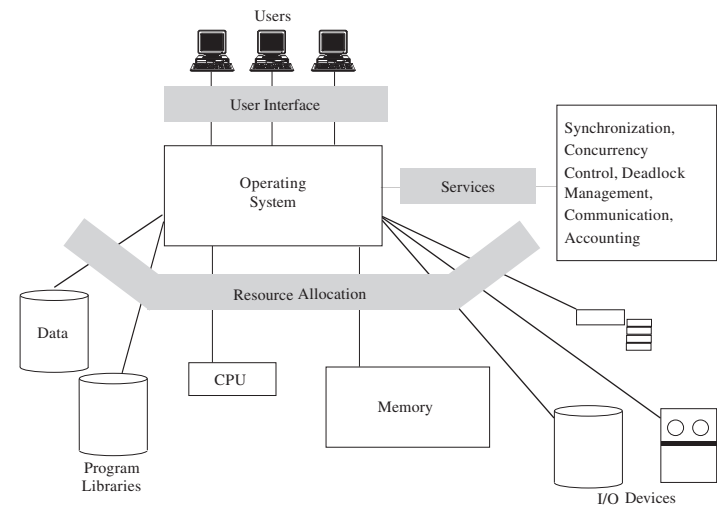 Users
User Interface
Operating
System
Services
Synchronization,
Concurrency
Control, Deadlock
Management,
Communication,
Accounting
Resource Allocation
Data
CPU
Memory
Program
Libraries
I/O Devices